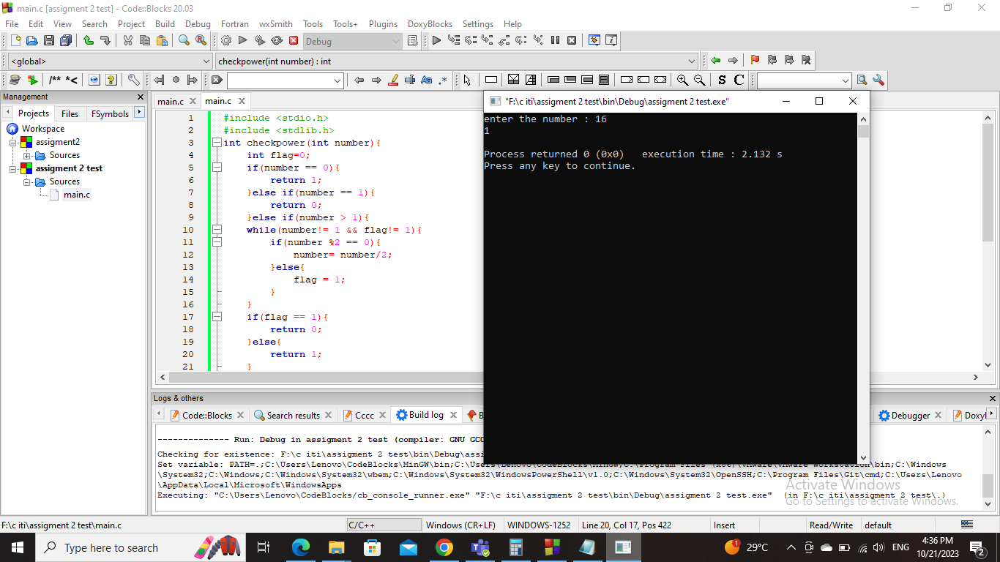 main.c [assigment 2 test] - Code::Blocks 20.03
File Edit View Search Project Build Debug Fortran wxSmith Tools Tools+ Plugins DoxyBlocks Settings Help
Debug
<global> checkpower(int number) : int
/** *<
Aa .* S C
Management
Projects Files FSymbols
Workspace
assigment2
Sources
assigment 2 test
Sources
main.c
main.c main.c
1 #include <stdio.h>
2 #include <stdlib.h>
3 int checkpower(int number){
4 int flag=0;
5 if(number == 0){
6 return 1;
7 }else if(number == 1){
8 return 0;
9 }else if(number > 1){
10 while(number!= 1 && flag!= 1){
11 if(number %2 == 0){
12 number= number/2;
13 }else{
14 flag = 1;
15 }
16 }
17 if(flag == 1){
18 return 0;
19 }else{
20 return 1;
21 }
"F:\c iti\assigment 2 test\bin\Debug\assigment 2 test.exe"
enter the number : 16
1
Process returned 0 (0x0)   execution time : 2.132 s
Press any key to continue.
Logs & others
Code::Blocks Search results Cccc Build log B Debugger Doxyl
-------------- Run: Debug in assigment 2 test (compiler: GNU GCC
Checking for existence: F:\c iti\assigment 2 test\bin\Debug\assi
Set variable: PATH=.;C:\Users\Lenovo\CodeBlocks\MinGW\bin;C:\Users\Lenovo\CodeBlocks\MinGW;C:\Program Files (x86)\VMware\VMware Workstation\bin;C:\Windows
\System32;C:\Windows;C:\Windows\System32\wbem;C:\Windows\System32\WindowsPowerShell\v1.0;C:\Windows\System32\OpenSSH;C:\Program Files\Git\cmd;C:\Users\Lenovo
\AppData\Local\Microsoft\WindowsApps
Executing: "C:\Users\Lenovo\CodeBlocks/cb_console_runner.exe" "F:\c iti\assigment 2 test\bin\Debug\assigment 2 test.exe"  (in F:\c iti\assigment 2 test\.)
Activate Windows
Go to Settings to activate Windows.
F:\c iti\assigment 2 test\main.c C/C++ Windows (CR+LF) WINDOWS-1252 Line 20, Col 17, Pos 422 Insert Read/Write default
Type here to search
29°C ENG
4:36 PM
10/21/2023
2